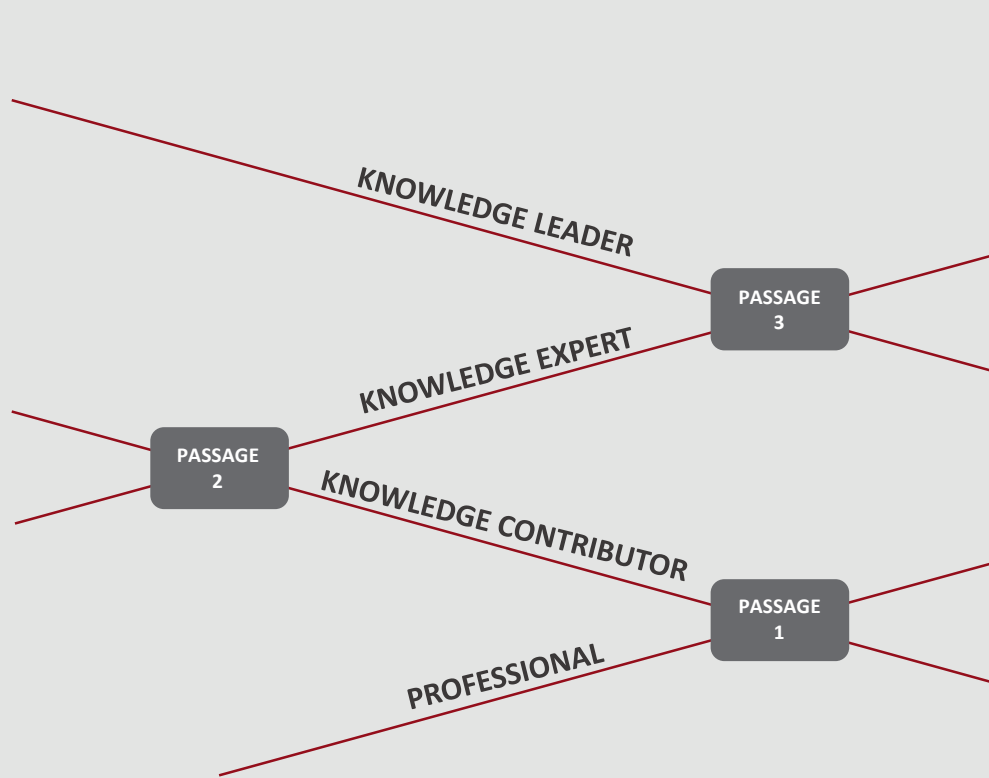 KNOWLEDGE LEADER
PASSAGE
3
KNOWLEDGE EXPERT
PASSAGE
2
KNOWLEDGE CONTRIBUTOR
PASSAGE
1
PROFESSIONAL